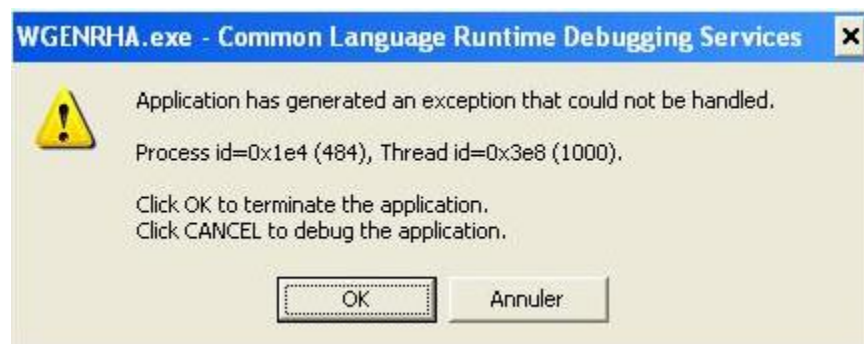 WGENRHA.exe - Common Language Runtime Debugging Services
Application has generated an exception that could not be handled.
Process id=0x1e4 (484), Thread id=0x3e8 (1000).
Click OK to terminate the application.
Click CANCEL to debug the application.
OK
Annuler